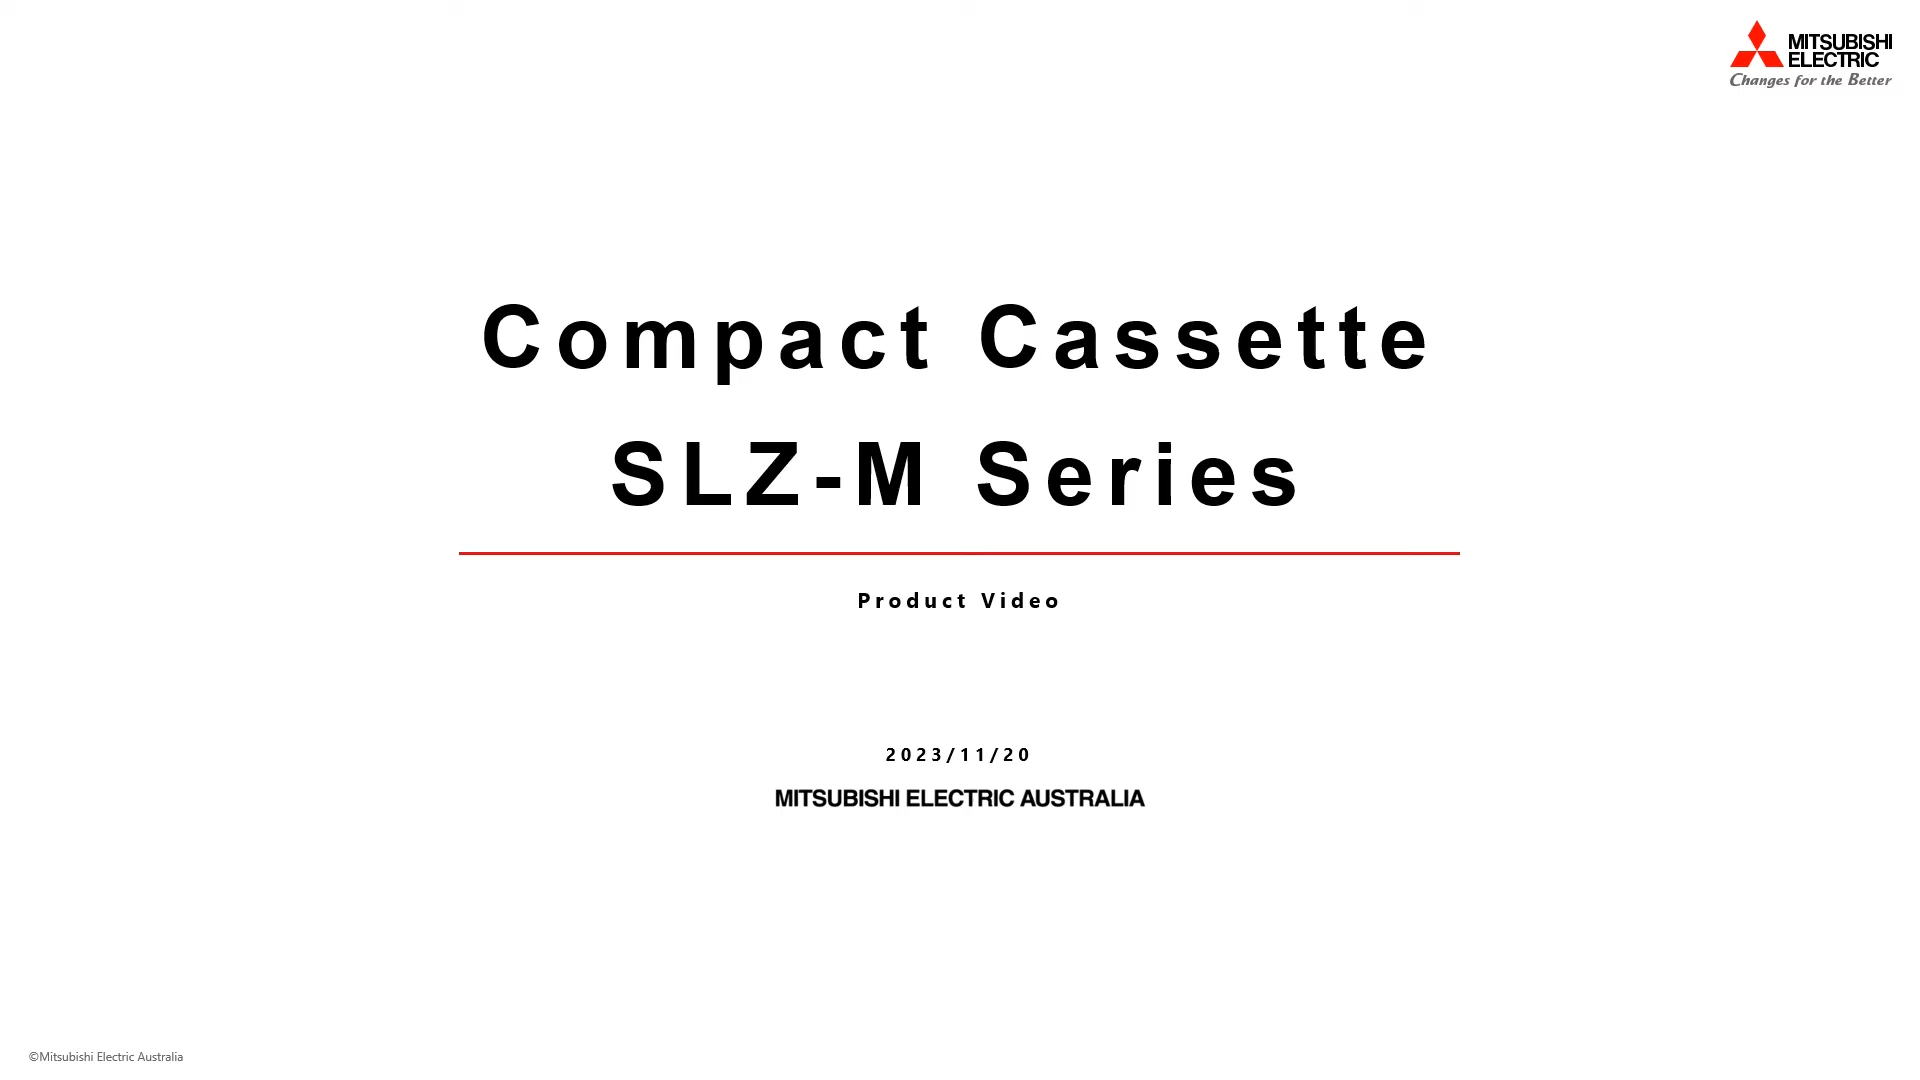 MITSUBISHI
ELECTRIC
Changes for the Better
Compact Cassette
SLZ-M Series
Product Video
2023/11/20
MITSUBISHI ELECTRIC AUSTRALIA
©Mitsubishi Electric Australia